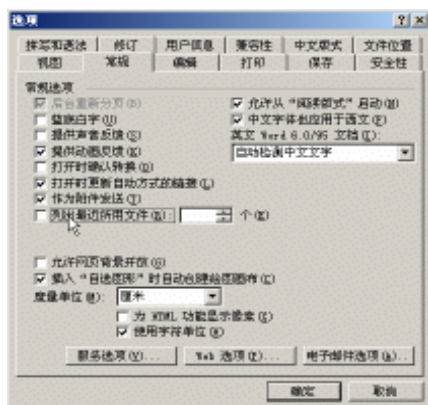 选项
拼写和语法 修订 用户信息 兼容性 中文版式 文件位置
视图 常规 编辑 打印 保存 安全性
常规选项
后台重新分页(B)
蓝底白字(U)
提供声音反馈(S)
提供动画反馈(K)
打开时确认转换(O)
打开时更新自动方式的链接(L)
作为附件发送(T)
列出最近所用文件(R): 个(E)
允许从“阅读版式”启动(W)
中文字体也应用于西文(F)
英文 Word 6.0/95 文档(I):
自动检测中文文字
允许网页背景开放(G)
插入“自选图形”时自动创建绘图画布(C)
度量单位(M): 厘米
为 HTML 功能显示像素(X)
使用字符单位(H)
服务选项(V)... Web 选项(P)... 电子邮件选项(A)...
确定 取消